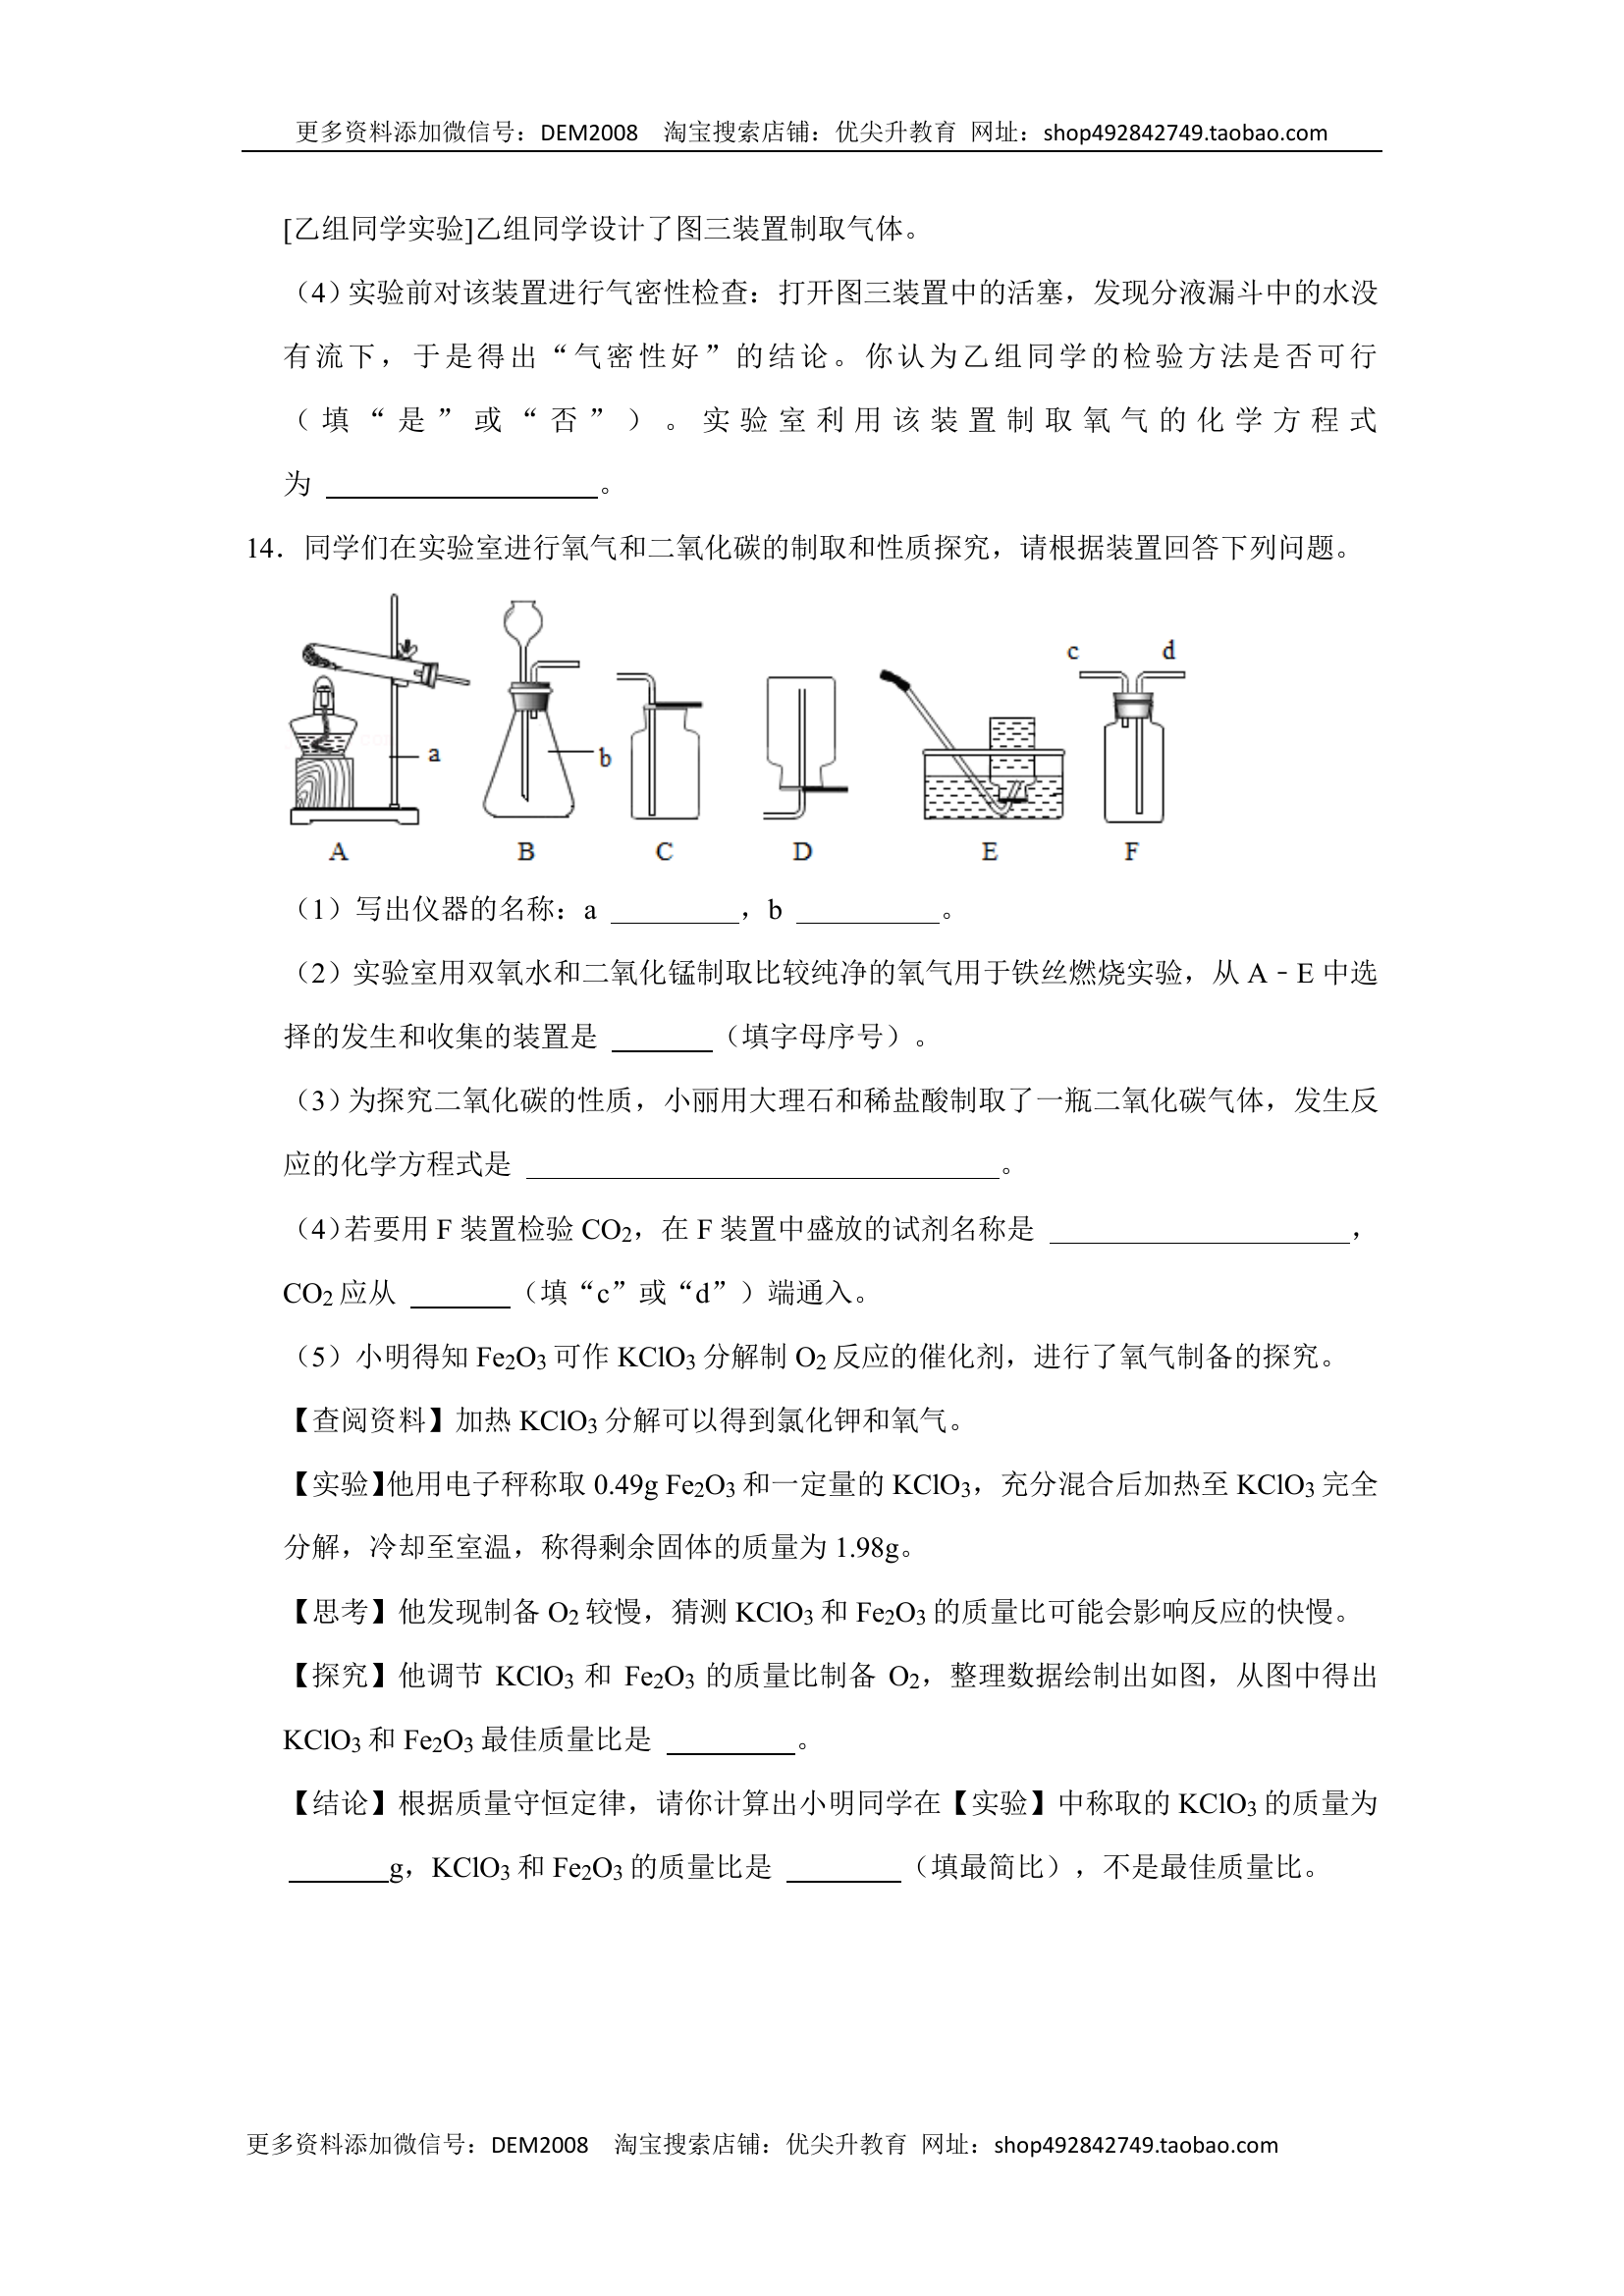 更多资料添加微信号：DEM2008 淘宝搜索店铺：优尖升教育 网址：shop492842749.taobao.com
[乙组同学实验]乙组同学设计了图三装置制取气体。
（4）实验前对该装置进行气密性检查：打开图三装置中的活塞，发现分液漏斗中的水没
有流下，于是得出“气密性好”的结论。你认为乙组同学的检验方法是否可行
（填“是”或“否”）。实验室利用该装置制取氧气的化学方程式
为 ________。
14．同学们在实验室进行氧气和二氧化碳的制取和性质探究，请根据装置回答下列问题。
c d
a b
A B C D E F
（1）写出仪器的名称：a ________，b ________。
（2）实验室用双氧水和二氧化锰制取比较纯净的氧气用于铁丝燃烧实验，从 A﹣E 中选
择的发生和收集的装置是 ________（填字母序号）。
（3）为探究二氧化碳的性质，小丽用大理石和稀盐酸制取了一瓶二氧化碳气体，发生反
应的化学方程式是 ________。
（4）若要用 F 装置检验 CO2，在 F 装置中盛放的试剂名称是 ________，
CO2 应从 ________（填“c”或“d”）端通入。
（5）小明得知 Fe2O3 可作 KClO3 分解制 O2 反应的催化剂，进行了氧气制备的探究。
【查阅资料】加热 KClO3 分解可以得到氯化钾和氧气。
【实验】他用电子秤称取 0.49g Fe2O3 和一定量的 KClO3，充分混合后加热至 KClO3 完全
分解，冷却至室温，称得剩余固体的质量为 1.98g。
【思考】他发现制备 O2 较慢，猜测 KClO3 和 Fe2O3 的质量比可能会影响反应的快慢。
【探究】他调节 KClO3 和 Fe2O3 的质量比制备 O2，整理数据绘制出如图，从图中得出
KClO3 和 Fe2O3 最佳质量比是 ________。
【结论】根据质量守恒定律，请你计算出小明同学在【实验】中称取的 KClO3 的质量为
________g，KClO3 和 Fe2O3 的质量比是 ________（填最简比），不是最佳质量比。
更多资料添加微信号：DEM2008 淘宝搜索店铺：优尖升教育 网址：shop492842749.taobao.com